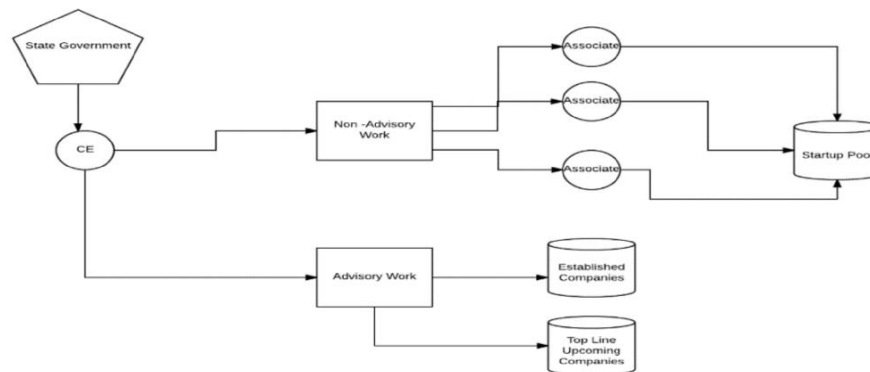 State Government
CE
Non -Advisory
Work
Associate
Associate
Associate
Startup Pool
Advisory Work
Established
Companies
Top Line
Upcoming
Companies